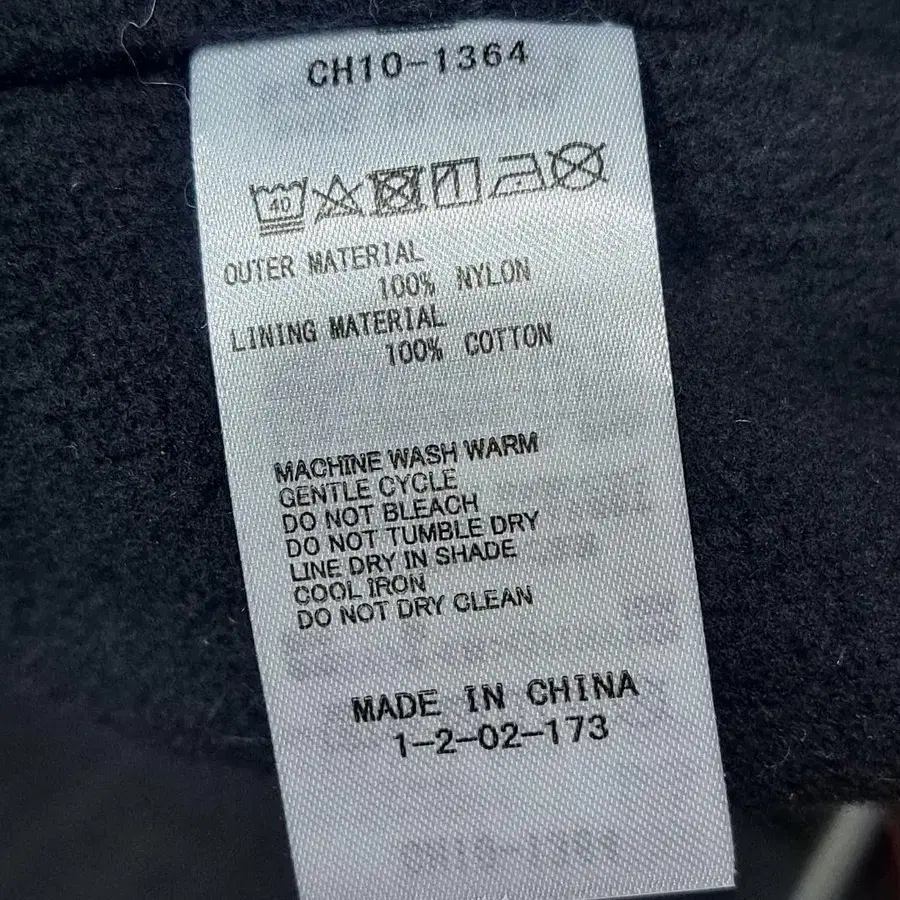 CH10-1364
40
OUTER MATERIAL
100% NYLON
LINING MATERIAL
100% COTTON
MACHINE WASH WARM
GENTLE CYCLE
DO NOT BLEACH
DO NOT TUMBLE DRY
LINE DRY IN SHADE
COOL IRON
DO NOT DRY CLEAN
MADE IN CHINA
1-2-02-173